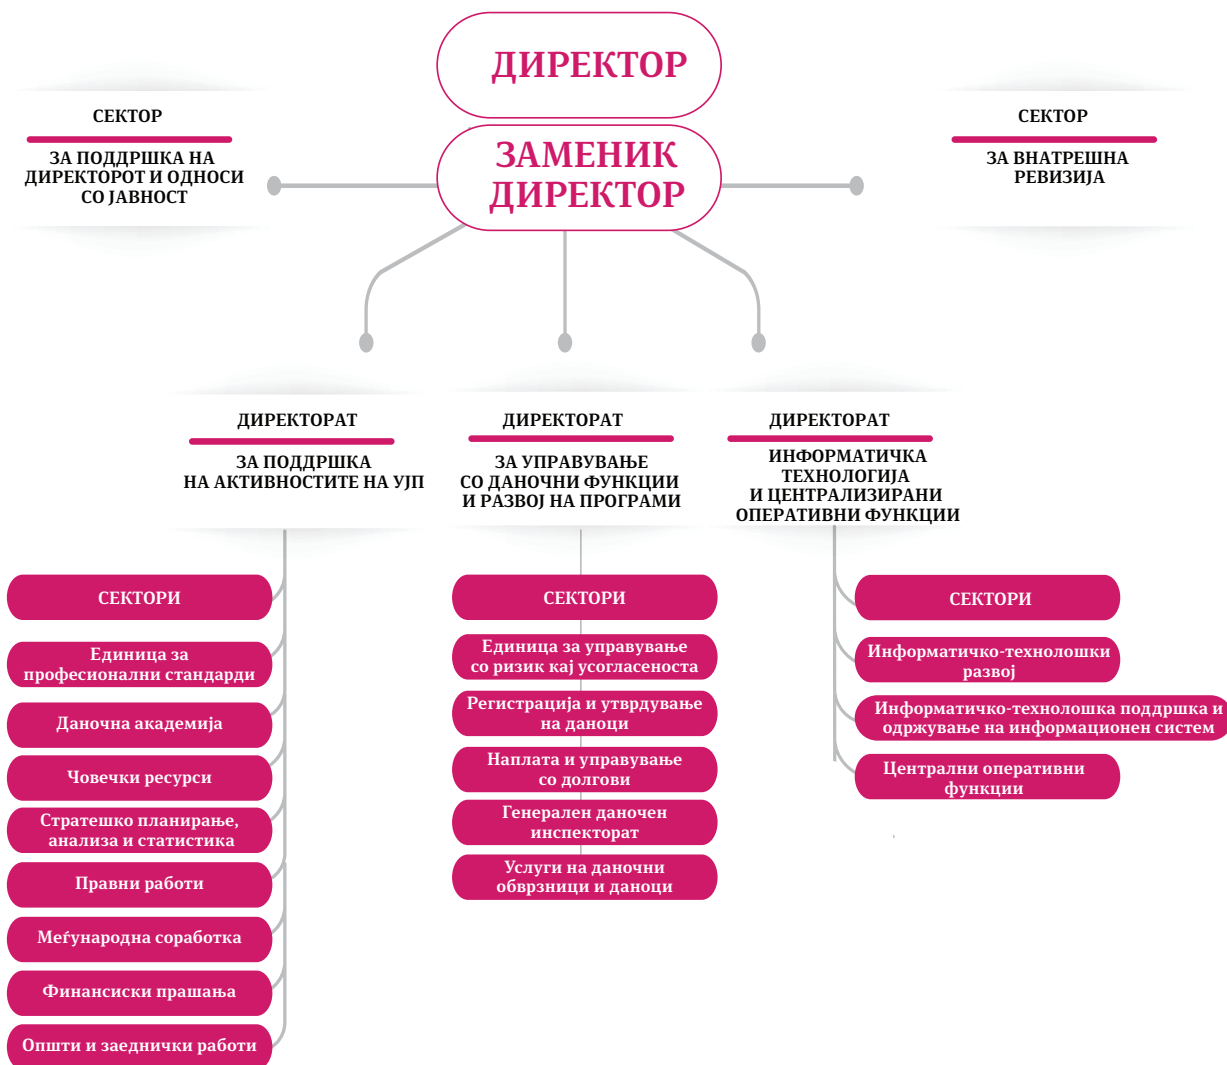 ДИРЕКТОР
ЗАМЕНИК
ДИРЕКТОР
СЕКТОР
ЗА ПОДДРШКА НА
ДИРЕКТОРОТ И ОДНОСИ
СО ЈАВНОСТ
СЕКТОР
ЗА ВНАТРЕШНА
РЕВИЗИЈА
ДИРЕКТОРАТ
ЗА ПОДДРШКА
НА АКТИВНОСТИТЕ НА УЈП
СЕКТОРИ
Единица за
професионални стандарди
Даночна академија
Човечки ресурси
Стратешко планирање,
анализа и статистика
Правни работи
Меѓународна соработка
Финансиски прашања
Општи и заеднички работи
ДИРЕКТОРАТ
ЗА УПРАВУВАЊЕ
СО ДАНОЧНИ ФУНКЦИИ
И РАЗВОЈ НА ПРОГРАМИ
СЕКТОРИ
Единица за управување
со ризик кај усогласеноста
Регистрација и утврдување
на даноци
Наплата и управување
со долгови
Генерален даночен
инспекторат
Услуги на даночни
обврзници и даноци
ДИРЕКТОРАТ
ИНФОРМАТИЧКА
ТЕХНОЛОГИЈА
И ЦЕНТРАЛИЗИРАНИ
ОПЕРАТИВНИ ФУНКЦИИ
СЕКТОРИ
Информатичко-технолошки
развој
Информатичко-технолошка поддршка и
одржување на информационен систем
Централни оперативни
функции